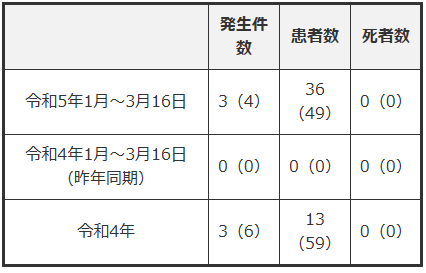 発生件
数
患者数
死者数
令和5年1月～3月16日
3（4）
36
（49）
0（0）
令和4年1月～3月16日
（昨年同期）
0（0）
0（0）
0（0）
令和4年
3（6）
13
（59）
0（0）